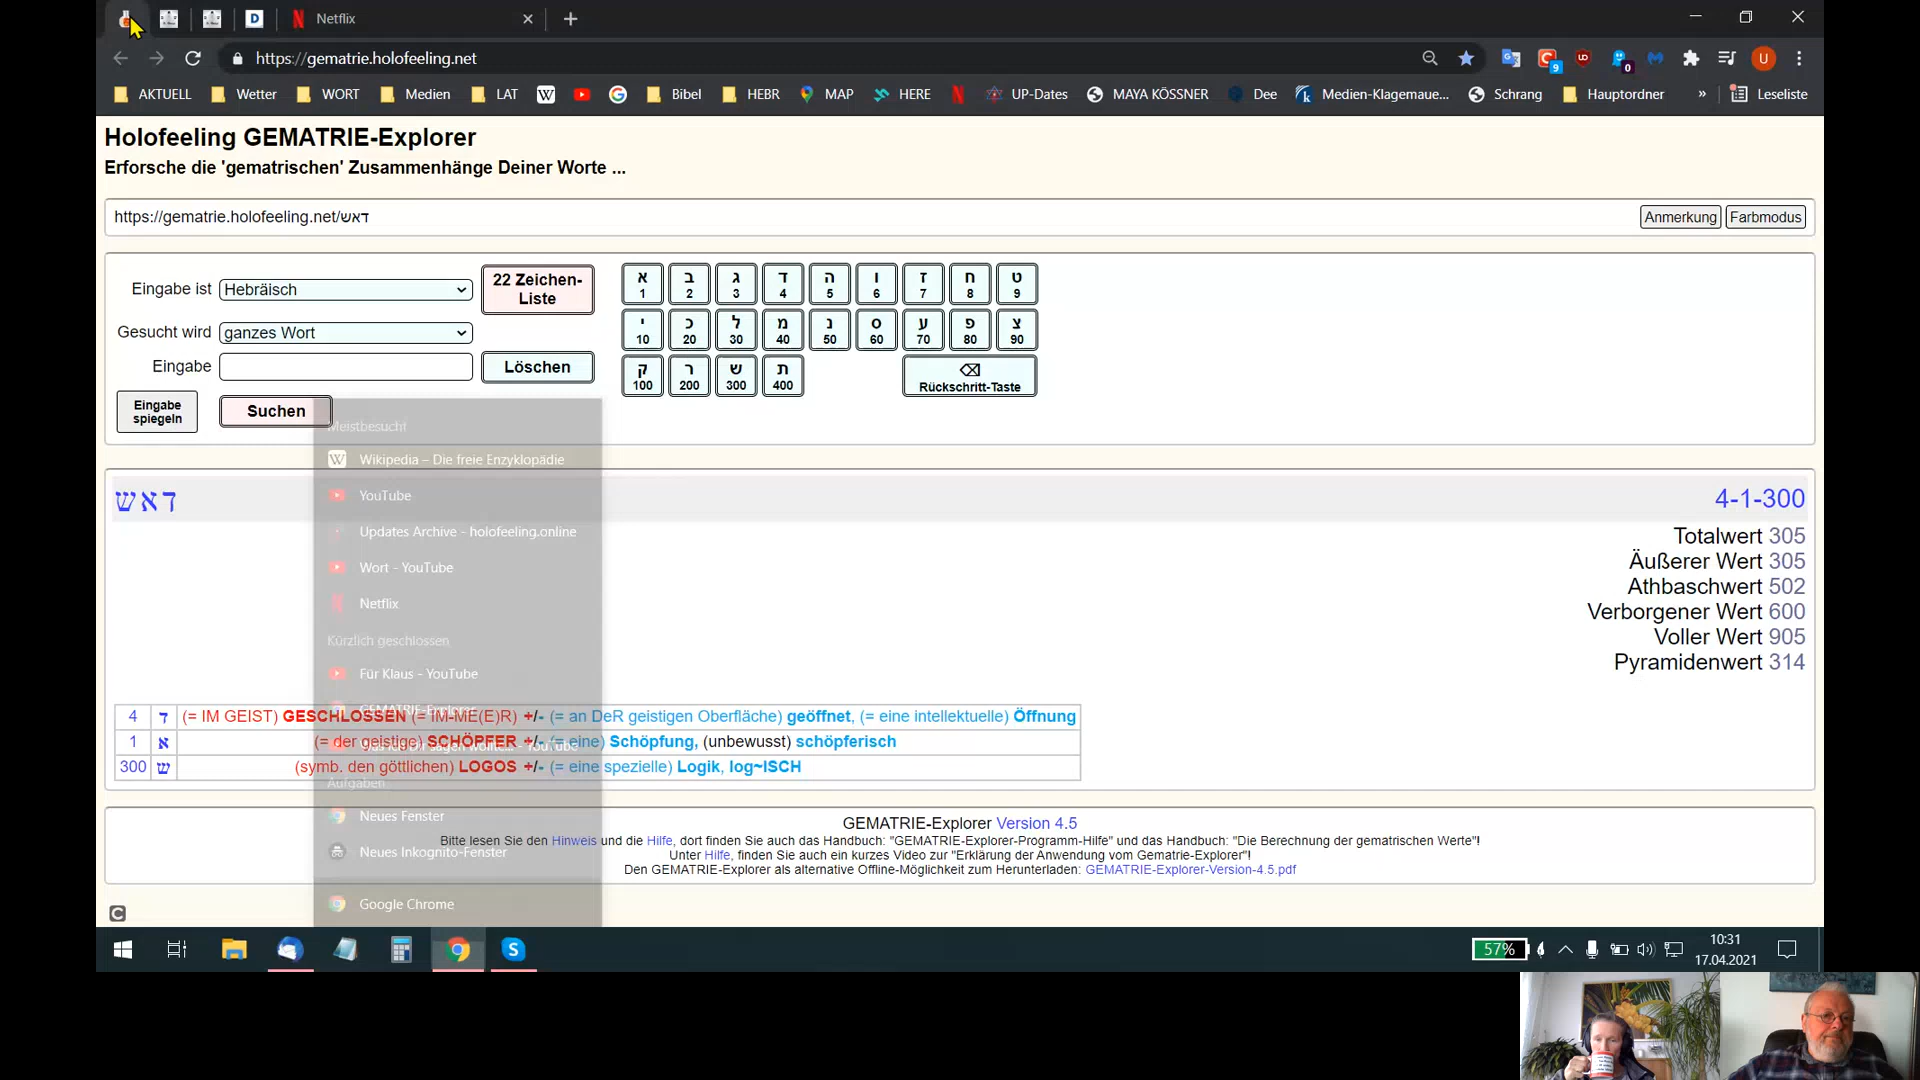 D Netflix
https://gematrie.holofeeling.net 9 UD 0 U
AKTUELL Wetter WORT Medien LAT W G Bibel HEBR MAP HERE UP-Dates MAYA KÖSSNER Dee Medien-Klagemaue... Schrang Hauptordner » Leseliste
Holofeeling GEMATRIE-Explorer
Erforsche die 'gematrischen' Zusammenhänge Deiner Worte ...
https://gematrie.holofeeling.net/דאש Anmerkung Farbmodus
Eingabe ist Hebräisch 22 Zeichen-Liste
Gesucht wird ganzes Wort
Eingabe Löschen
Eingabe spiegeln Suchen
א ב ג ד ה ו ז ח ט
1 2 3 4 5 6 7 8 9
י כ ל מ נ ס ע פ צ
10 20 30 40 50 60 70 80 90
ק ר ש ת
100 200 300 400 Rückschritt-Taste
דאש 4-1-300
Totalwert 305
Äußerer Wert 305
Athbaschwert 502
Verborgener Wert 600
Voller Wert 905
Pyramidenwert 314
4 ד (= IM GEIST) GESCHLOSSEN (= IM-ME(E)R) +/- (= an DeR geistigen Oberfläche) geöffnet, (= eine intellektuelle) Öffnung
1 א (= der geistige) SCHÖPFER +/- (= eine) Schöpfung, (unbewusst) schöpferisch
300 ש (symb. den göttlichen) LOGOS +/- (= eine spezielle) Logik, log~ISCH
Meistbesucht
Wikipedia – Die freie Enzyklopädie
YouTube
Updates Archive - holofeeling.online
Wort - YouTube
Netflix
Kürzlich geschlossen
Für Klaus - YouTube
GEMATRIE-Explorer
Aufgaben
Neues Fenster
Neues Inkognito-Fenster
Google Chrome
GEMATRIE-Explorer Version 4.5
Bitte lesen Sie den Hinweis und die Hilfe, dort finden Sie auch das Handbuch: "GEMATRIE-Explorer-Programm-Hilfe" und das Handbuch: "Die Berechnung der gematrischen Werte"!
Unter Hilfe, finden Sie auch ein kurzes Video zur "Erklärung der Anwendung vom Gematrie-Explorer"!
Den GEMATRIE-Explorer als alternative Offline-Möglichkeit zum Herunterladen: GEMATRIE-Explorer-Version-4.5.pdf
57% 10:31
17.04.2021